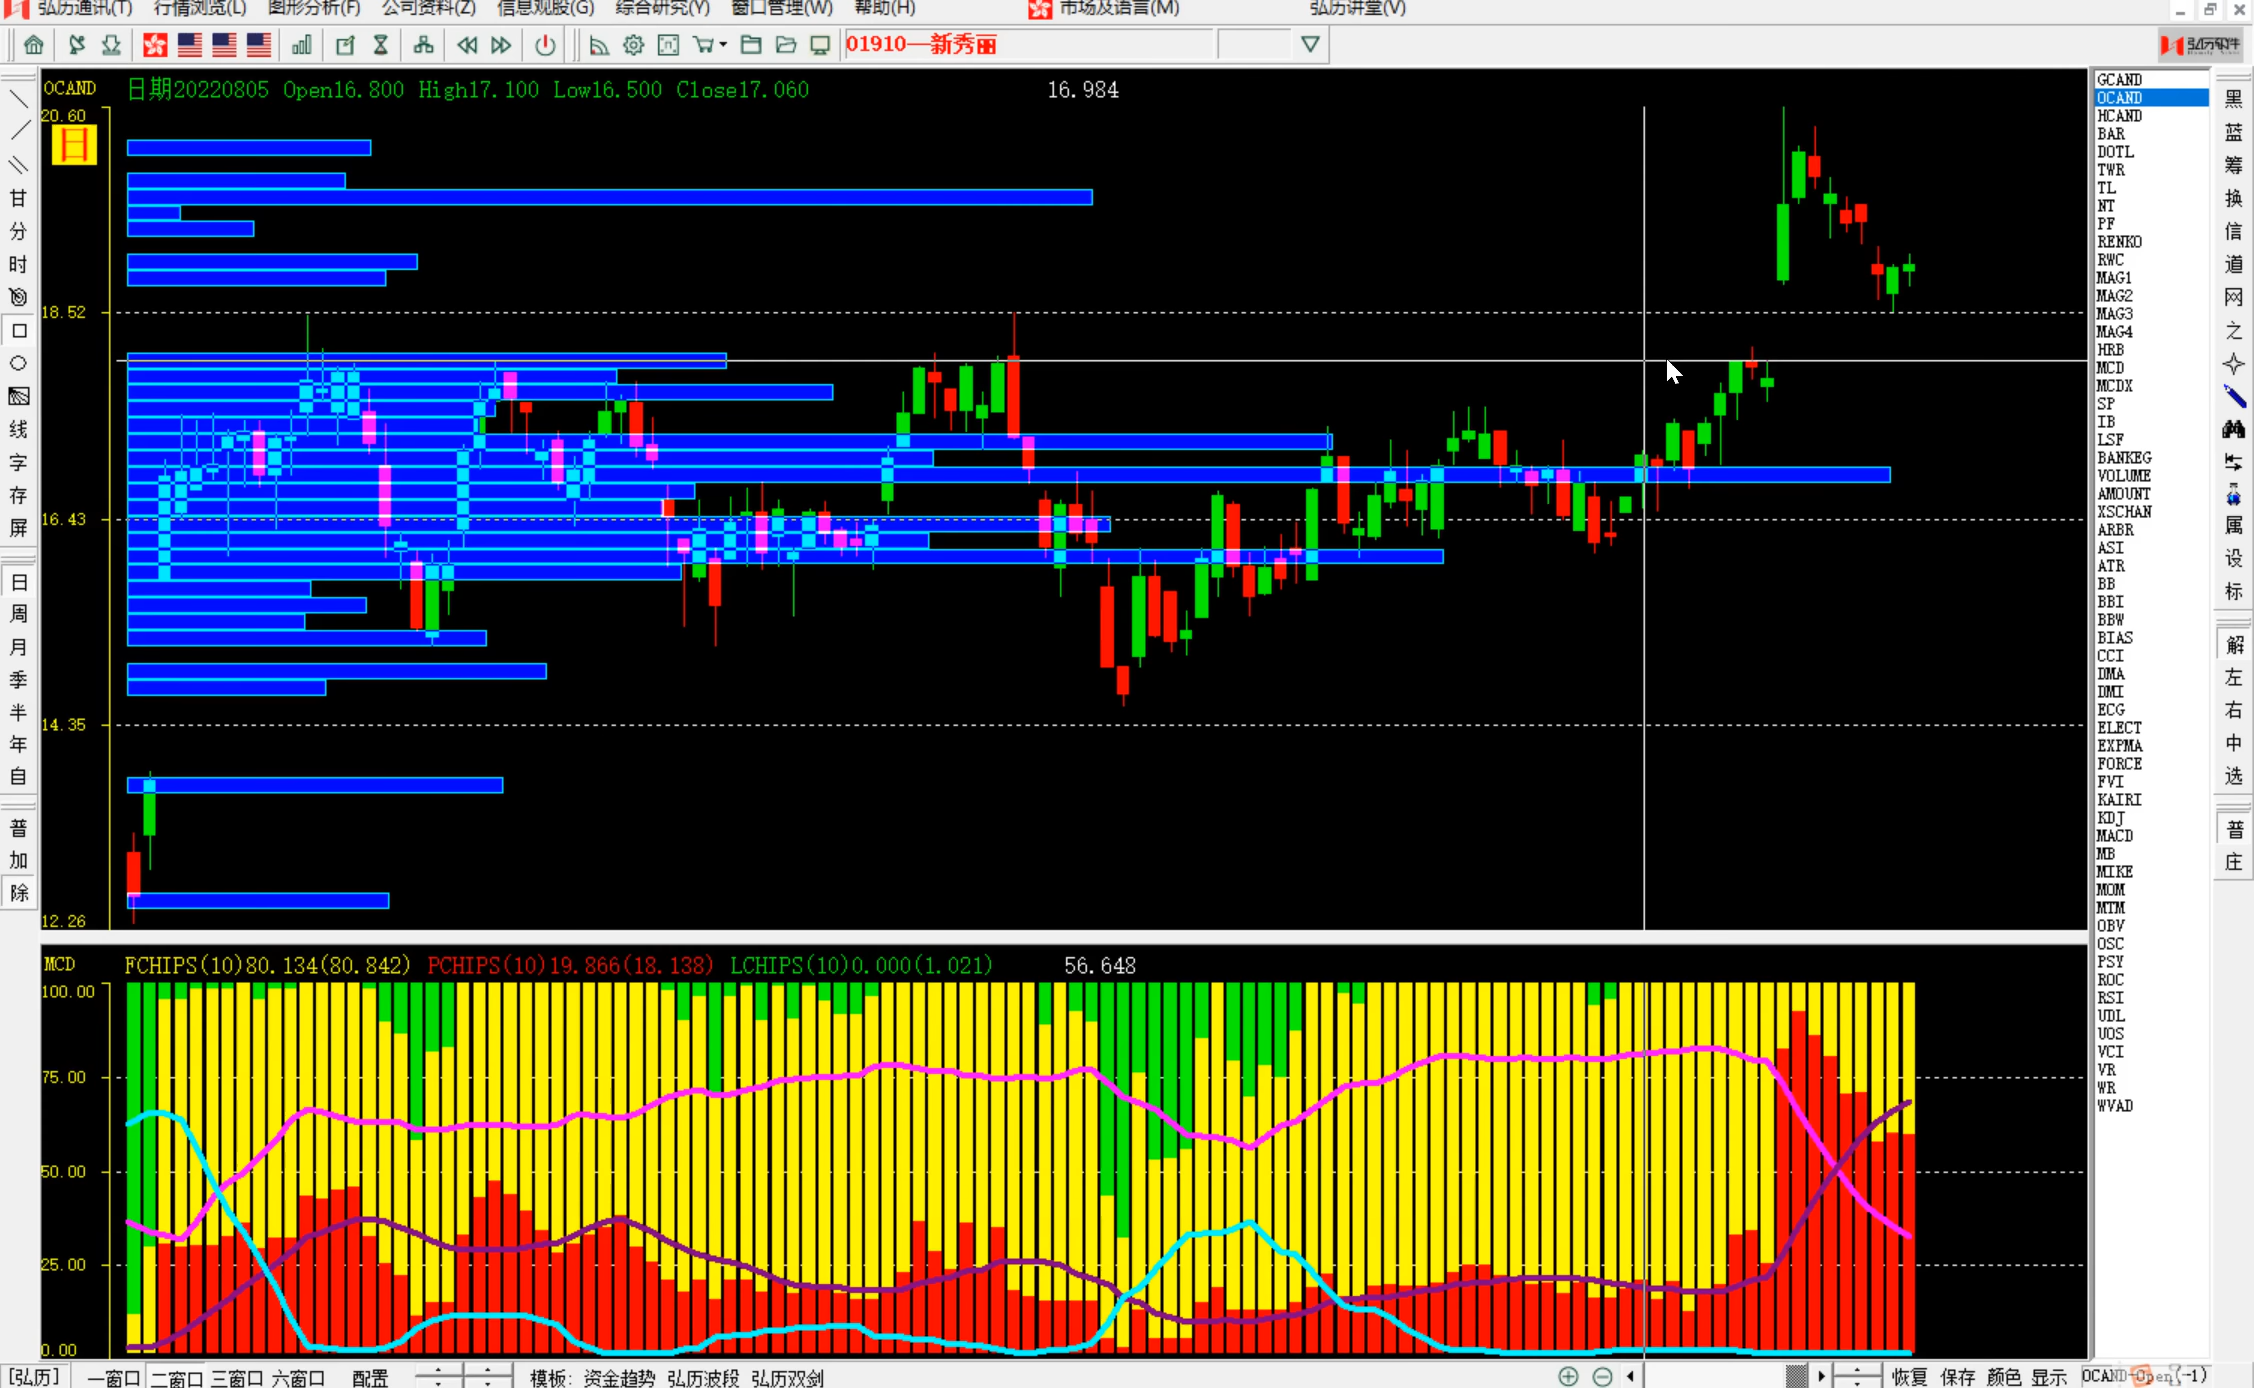 弘历通讯(T) 行情浏览(L) 图形分析(F) 公司资料(Z) 信息观股(G) 综合研究(Y) 窗口管理(W) 帮助(H) 市场及语言(M) 弘历讲堂(V)
01910—新秀丽
弘历软件
OCAND 日期20220805 Open16.800 High17.100 Low16.500 Close17.060 16.984
20.60
日
18.52
16.43
14.35
12.26
MCD FCHIPS(10)80.134(80.842) PCHIPS(10)19.866(18.138) LCHIPS(10)0.000(1.021) 56.648
100.00
75.00
50.00
25.00
0.00
甘
分
时
线
字
存
屏
日
周
月
季
半
年
自
普
加
除
GCAND
OCAND
HCAND
BAR
DOTL
TWR
TL
NT
PF
RENKO
RWC
MAG1
MAG2
MAG3
MAG4
HRB
MCD
MCDX
SP
IB
LSF
BANKEG
VOLUME
AMOUNT
XSCHAN
ARBR
ASI
ATR
BB
BBI
BBW
BIAS
CCI
DMA
DMI
ECG
ELECT
EXPMA
FORCE
FVI
KAIRI
KDJ
MACD
MB
MIKE
MOM
MTM
OBV
OSC
PSY
ROC
RSI
UDL
UOS
VCI
VR
WR
WVAD
黑
蓝
筹
换
信
道
网
之
属
设
标
解
左
右
中
选
普
庄
[弘历] 一窗口 二窗口 三窗口 六窗口 配置 模板: 资金趋势 弘历波段 弘历双剑 恢复 保存 颜色 显示 OCAND-Open(-1)